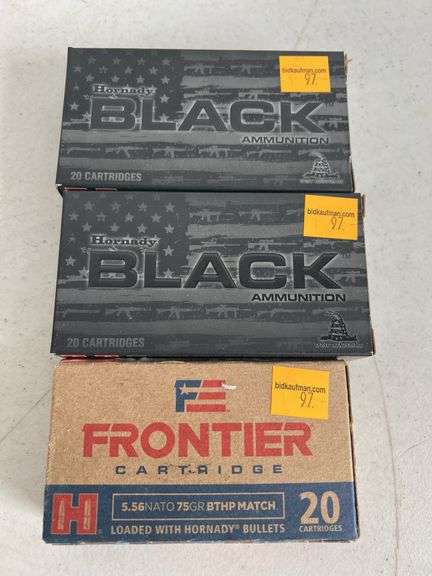 bidkaufman.com
97.
Hornady
BLACK
AMMUNITION
20 CARTRIDGES
bidkaufman.com
97.
Hornady
BLACK
AMMUNITION
20 CARTRIDGES
bidkaufman.com
97.
FRONTIER
CARTRIDGE
H
5.56NATO 75GR BTHP MATCH
LOADED WITH HORNADY® BULLETS
20
CARTRIDGES